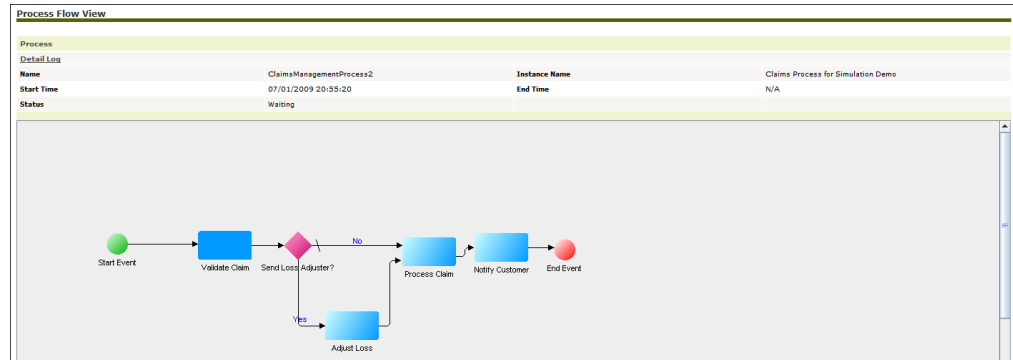 Process Flow View
Process
Detail Log
Name ClaimsManagementProcess2 Instance Name Claims Process for Simulation Demo
Start Time 07/01/2009 20:55:20 End Time N/A
Status Waiting
No
Start Event Validate Claim Send Loss Adjuster? Process Claim Notify Customer End Event
Yes
Adjust Loss